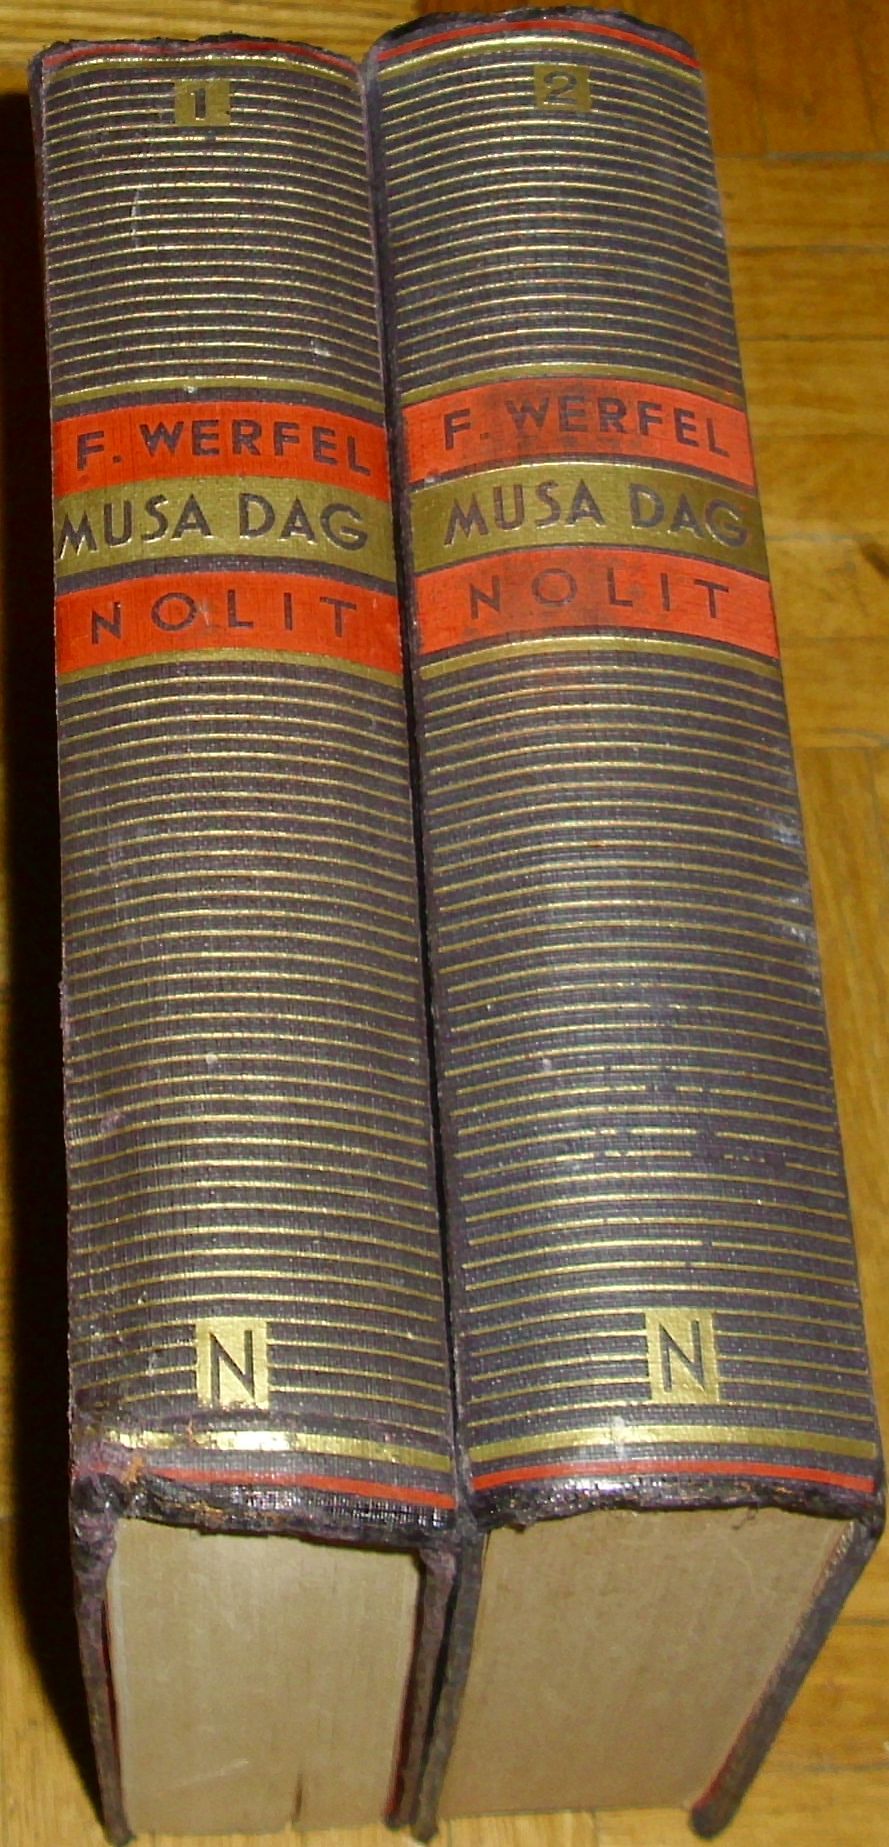 1
F. WERFEL
MUSA DAG
NOLIT
N
2
F. WERFEL
MUSA DAG
NOLIT
N